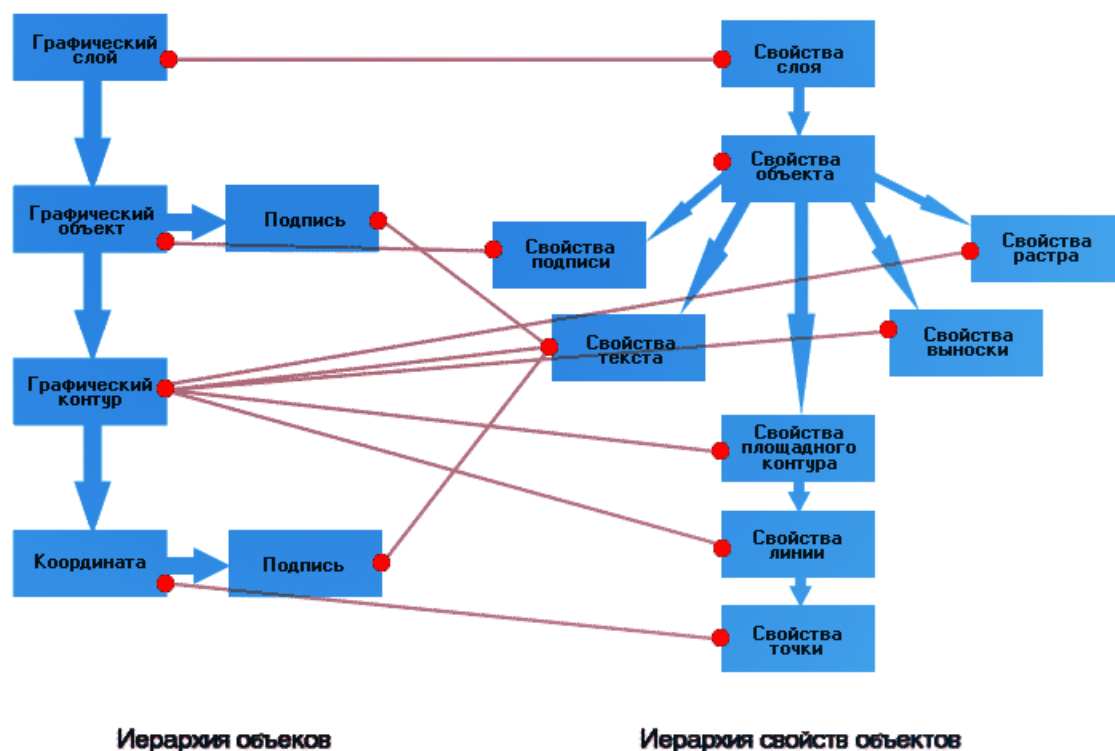 Графический
слой
Свойства
слоя
Свойства
объекта
Графический
объект
Подпись
Свойства
подписи
Свойства
растра
Свойства
текста
Свойства
выноски
Графический
контур
Свойства
площадного
контура
Свойства
линии
Координата
Подпись
Свойства
точки
Иерархия объеков
Иерархия свойств объектов